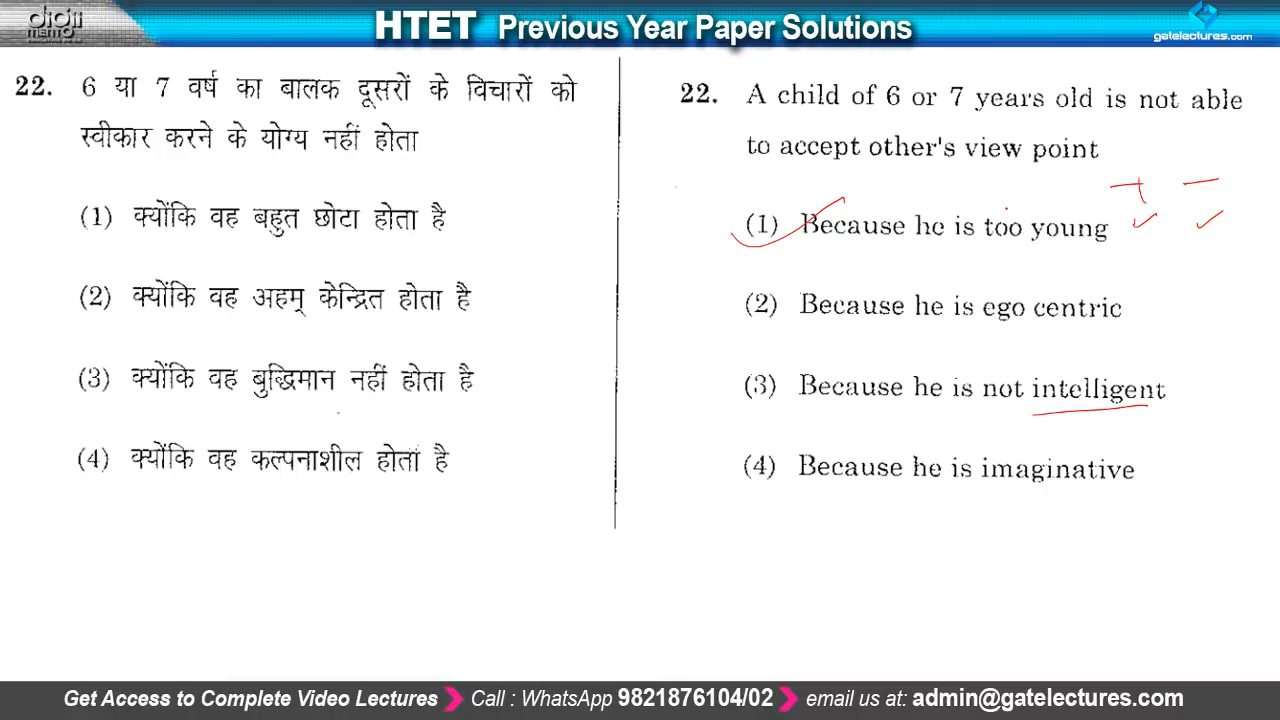 digii
MENTO
HTET Previous Year Paper Solutions
gatelectures.com
22. 6 या 7 वर्ष का बालक दूसरों के विचारों को
स्वीकार करने के योग्य नहीं होता
(1) क्योंकि वह बहुत छोटा होता है
(2) क्योंकि वह अहम् केन्द्रित होता है
(3) क्योंकि वह बुद्धिमान नहीं होता है
(4) क्योंकि वह कल्पनाशील होता है
22. A child of 6 or 7 years old is not able
to accept other's view point
(1) Because he is too young
(2) Because he is ego centric
(3) Because he is not intelligent
(4) Because he is imaginative
Get Access to Complete Video Lectures Call : WhatsApp 9821876104/02 email us at: admin@gatelectures.com